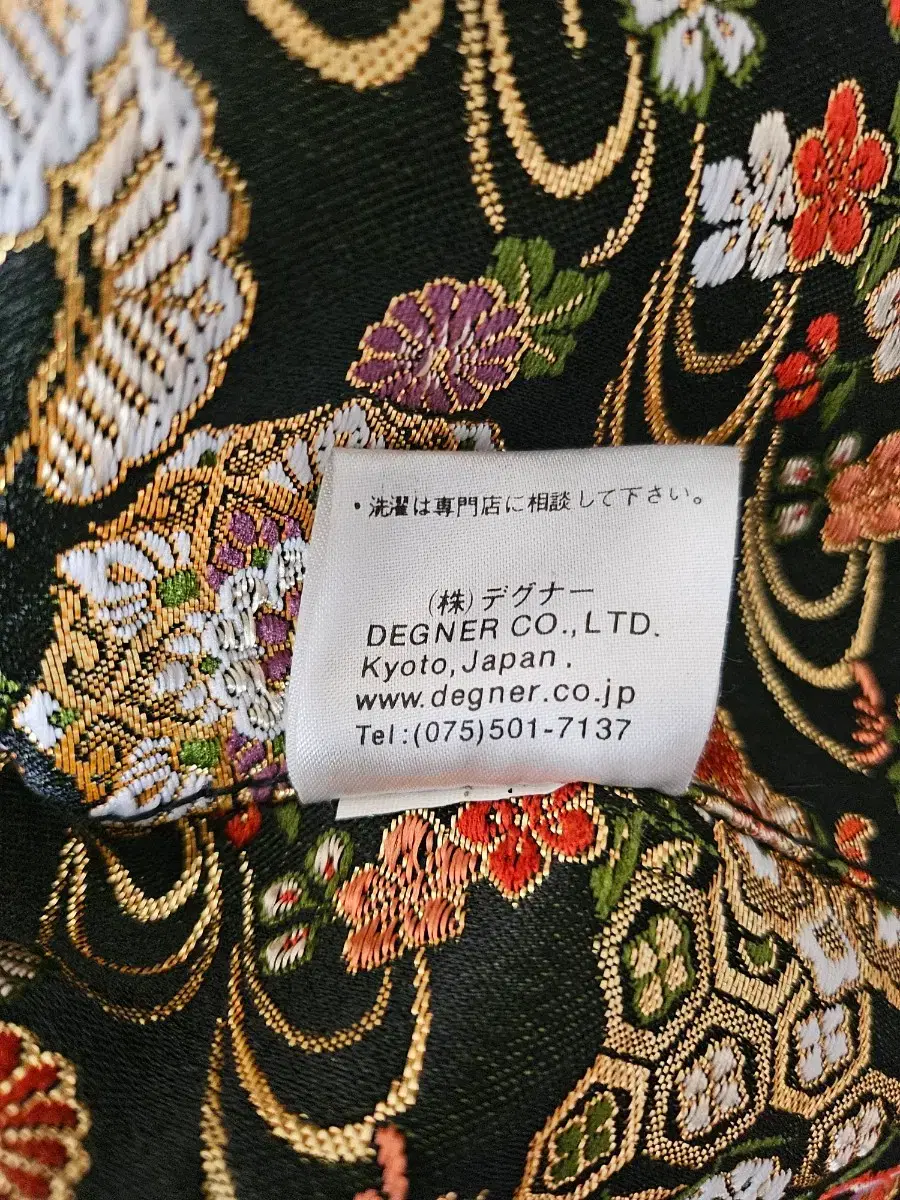 ・洗濯は専門店に相談して下さい。
(株)デグナー
DEGNER CO.,LTD.
Kyoto,Japan.
www.degner.co.jp
Tel:(075)501-7137